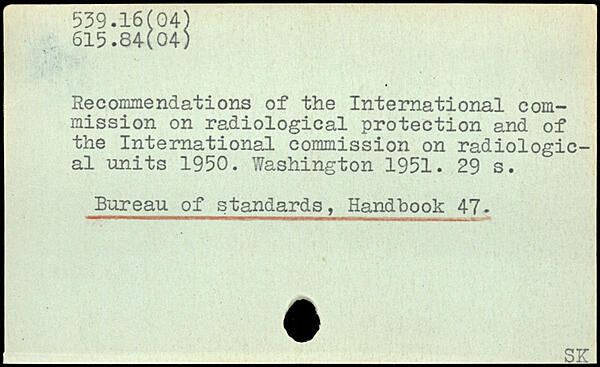 539.16(04)
615.84(04)
Recommendations of the International com-
mission on radiological protection and of
the International commission on radiologic-
al units 1950. Washington 1951. 29 s.
Bureau of standards, Handbook 47.
SK